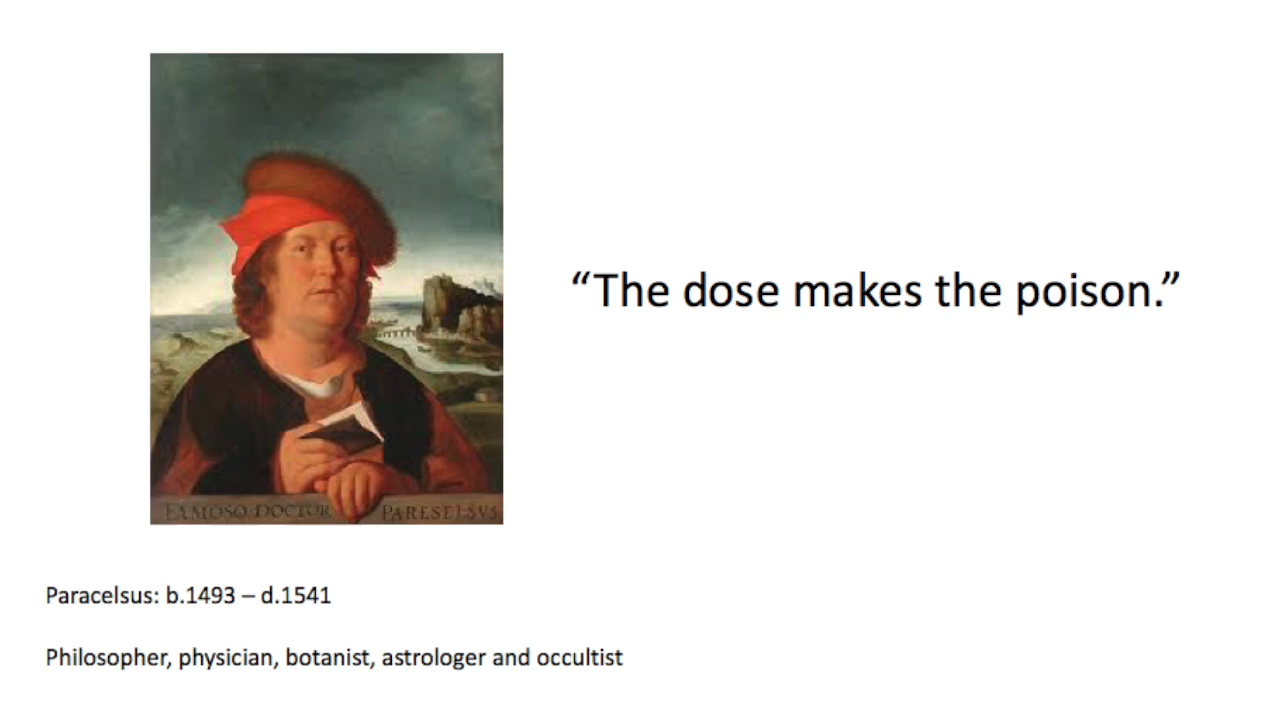 “The dose makes the poison.”
FAMOSO DOCTOR PARESELSVS
Paracelsus: b.1493 – d.1541
Philosopher, physician, botanist, astrologer and occultist